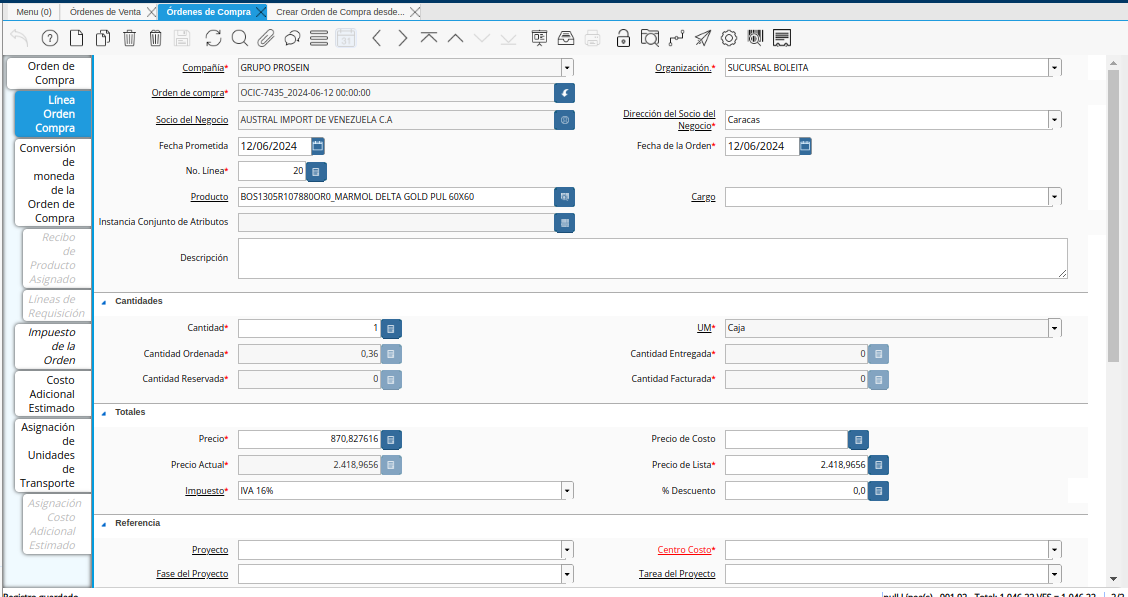 Menu (0) Órdenes de Venta Órdenes de Compra Crear Orden de Compra desde...
31
Orden de
Compra
Línea
Orden
Compra
Conversión
de
moneda
de la
Orden de
Compra
Recibo
de
Producto
Asignado
Líneas de
Requisición
Impuesto
de la
Orden
Costo
Adicional
Estimado
Asignación
de
Unidades
de
Transporte
Asignación
Costo
Adicional
Estimado
Compañía* GRUPO PROSEIN Organización.* SUCURSAL BOLEITA
Orden de compra* OCIC-7435_2024-06-12 00:00:00
Socio del Negocio AUSTRAL IMPORT DE VENEZUELA C.A Dirección del Socio del
Negocio* Caracas
Fecha Prometida 12/06/2024 Fecha de la Orden* 12/06/2024
No. Línea* 20
Producto BOS1305R107880OR0_MARMOL DELTA GOLD PUL 60X60 Cargo
Instancia Conjunto de Atributos
Descripción
Cantidades
Cantidad* 1 UM* Caja
Cantidad Ordenada* 0,36 Cantidad Entregada* 0
Cantidad Reservada* 0 Cantidad Facturada* 0
Totales
Precio* 870,827616 Precio de Costo
Precio Actual* 2.418,9656 Precio de Lista* 2.418,9656
Impuesto* IVA 16% % Descuento 0,0
Referencia
Proyecto Centro Costo*
Fase del Proyecto Tarea del Proyecto
Registro guardado